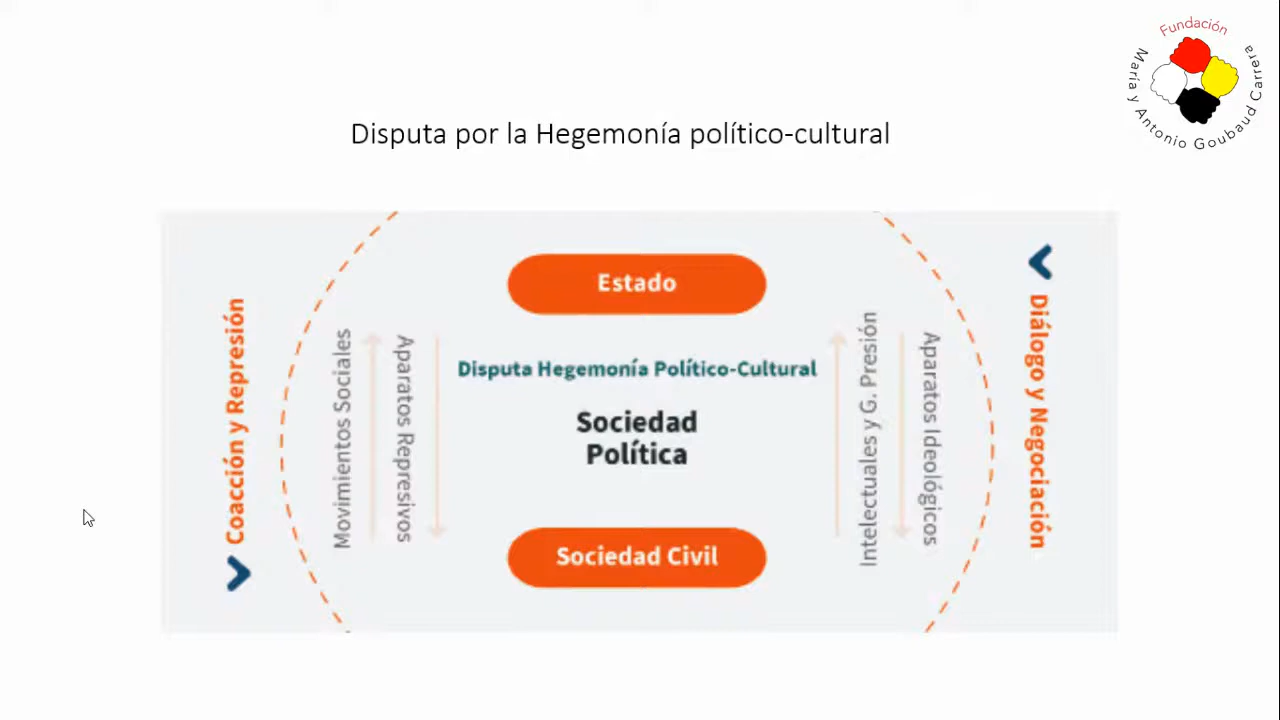 Fundación
María y Antonio Goubaud Carrera
Disputa por la Hegemonía político-cultural
Estado
Coacción y Represión
Movimientos Sociales
Aparatos Represivos
Disputa Hegemonía Político-Cultural
Sociedad
Política
Intelectuales y G. Presión
Aparatos Ideológicos
Diálogo y Negociación
Sociedad Civil